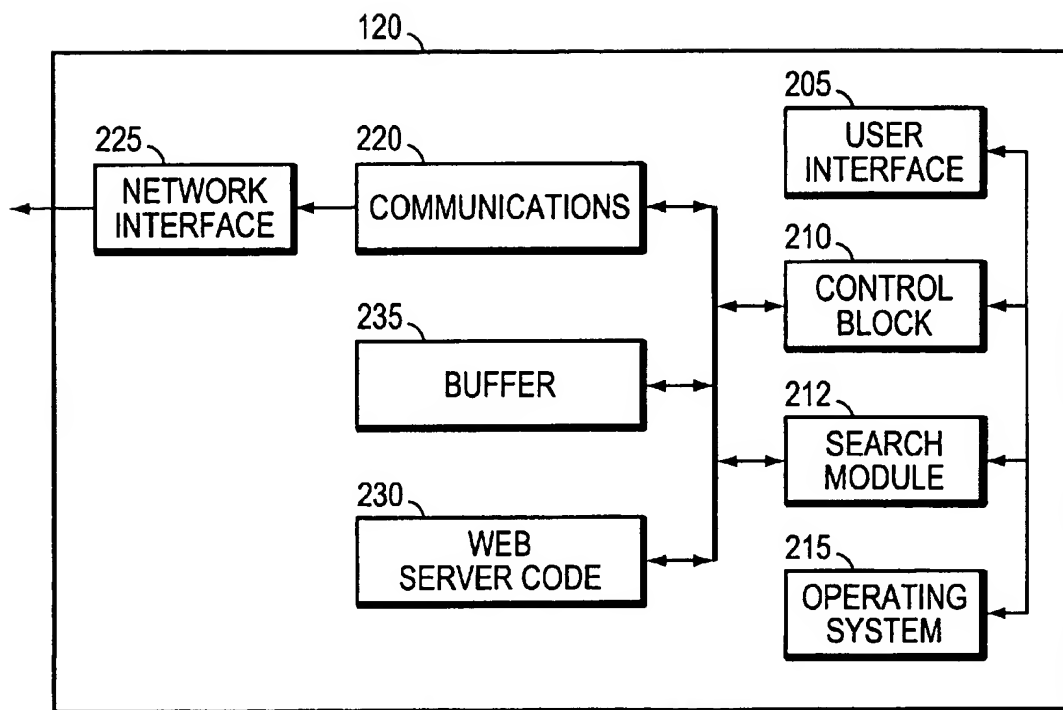 120
205
USER
INTERFACE
225
NETWORK
INTERFACE
220
COMMUNICATIONS
210
CONTROL
BLOCK
235
BUFFER
212
SEARCH
MODULE
230
WEB
SERVER CODE
215
OPERATING
SYSTEM